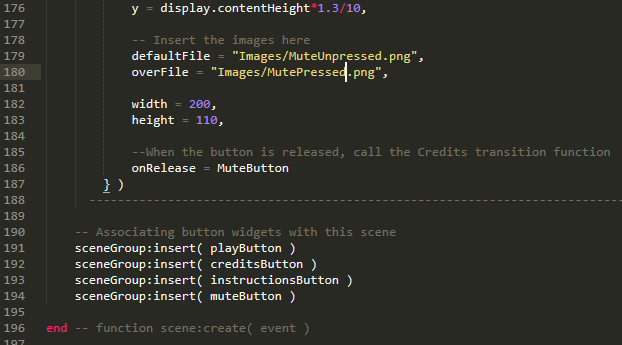 176 y = display.contentHeight*1.3/10,
177
178 -- Insert the images here
179 defaultFile = "Images/MuteUnpressed.png",
180 overFile = "Images/MutePressed.png",
181
182 width = 200,
183 height = 110,
184
185 --When the button is released, call the Credits transition function
186 onRelease = MuteButton
187 } )
188 -----------------------------------------------------------------------------
189
190 -- Associating button widgets with this scene
191 sceneGroup:insert( playButton )
192 sceneGroup:insert( creditsButton )
193 sceneGroup:insert( instructionsButton )
194 sceneGroup:insert( muteButton )
195
196 end -- function scene:create( event )
197